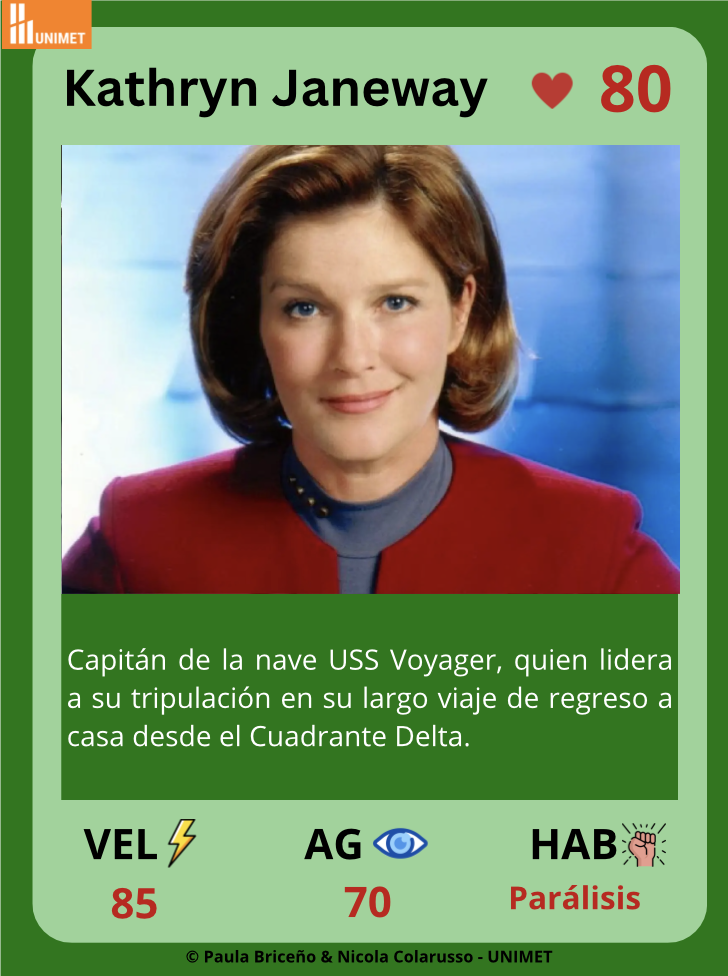 UNIMET
Kathryn Janeway 80
Capitán de la nave USS Voyager, quien lidera
a su tripulación en su largo viaje de regreso a
casa desde el Cuadrante Delta.
VEL AG HAB
85 70 Parálisis
© Paula Briceño & Nicola Colarusso - UNIMET